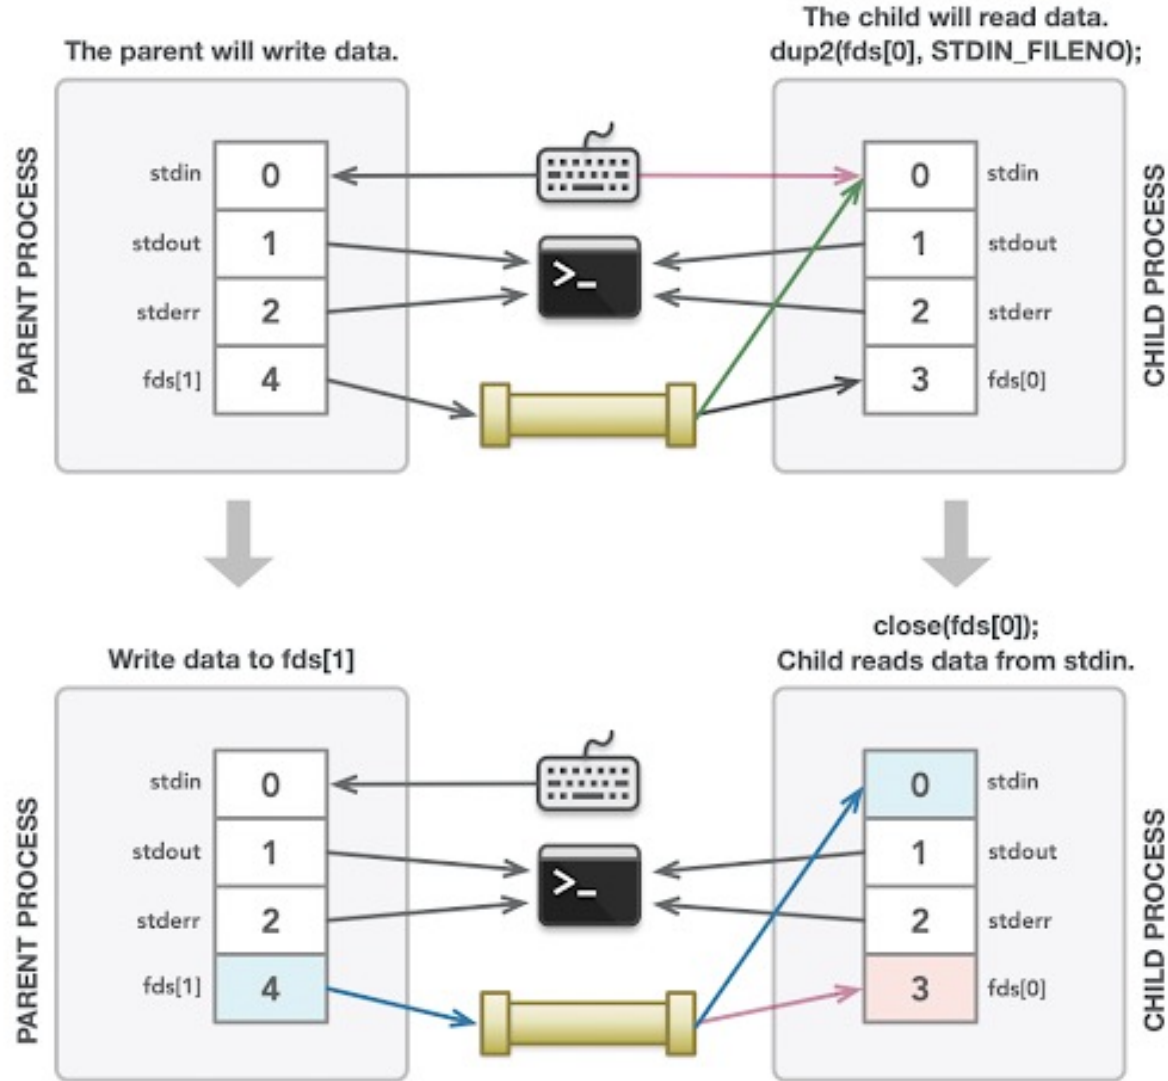 The parent will write data.
The child will read data.
dup2(fds[0], STDIN_FILENO);
PARENT PROCESS
stdin 0
stdout 1
stderr 2
fds[1] 4
>_
0 stdin
1 stdout
2 stderr
3 fds[0]
CHILD PROCESS
Write data to fds[1]
close(fds[0]);
Child reads data from stdin.
PARENT PROCESS
stdin 0
stdout 1
stderr 2
fds[1] 4
>_
0 stdin
1 stdout
2 stderr
3 fds[0]
CHILD PROCESS